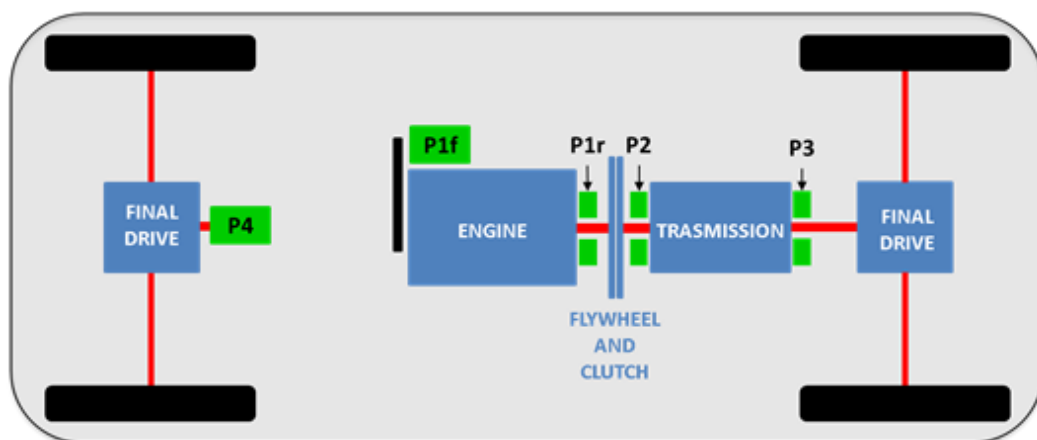 P1f
P1r
P2
P3
FINAL
DRIVE
P4
ENGINE
TRASMISSION
FINAL
DRIVE
FLYWHEEL
AND
CLUTCH